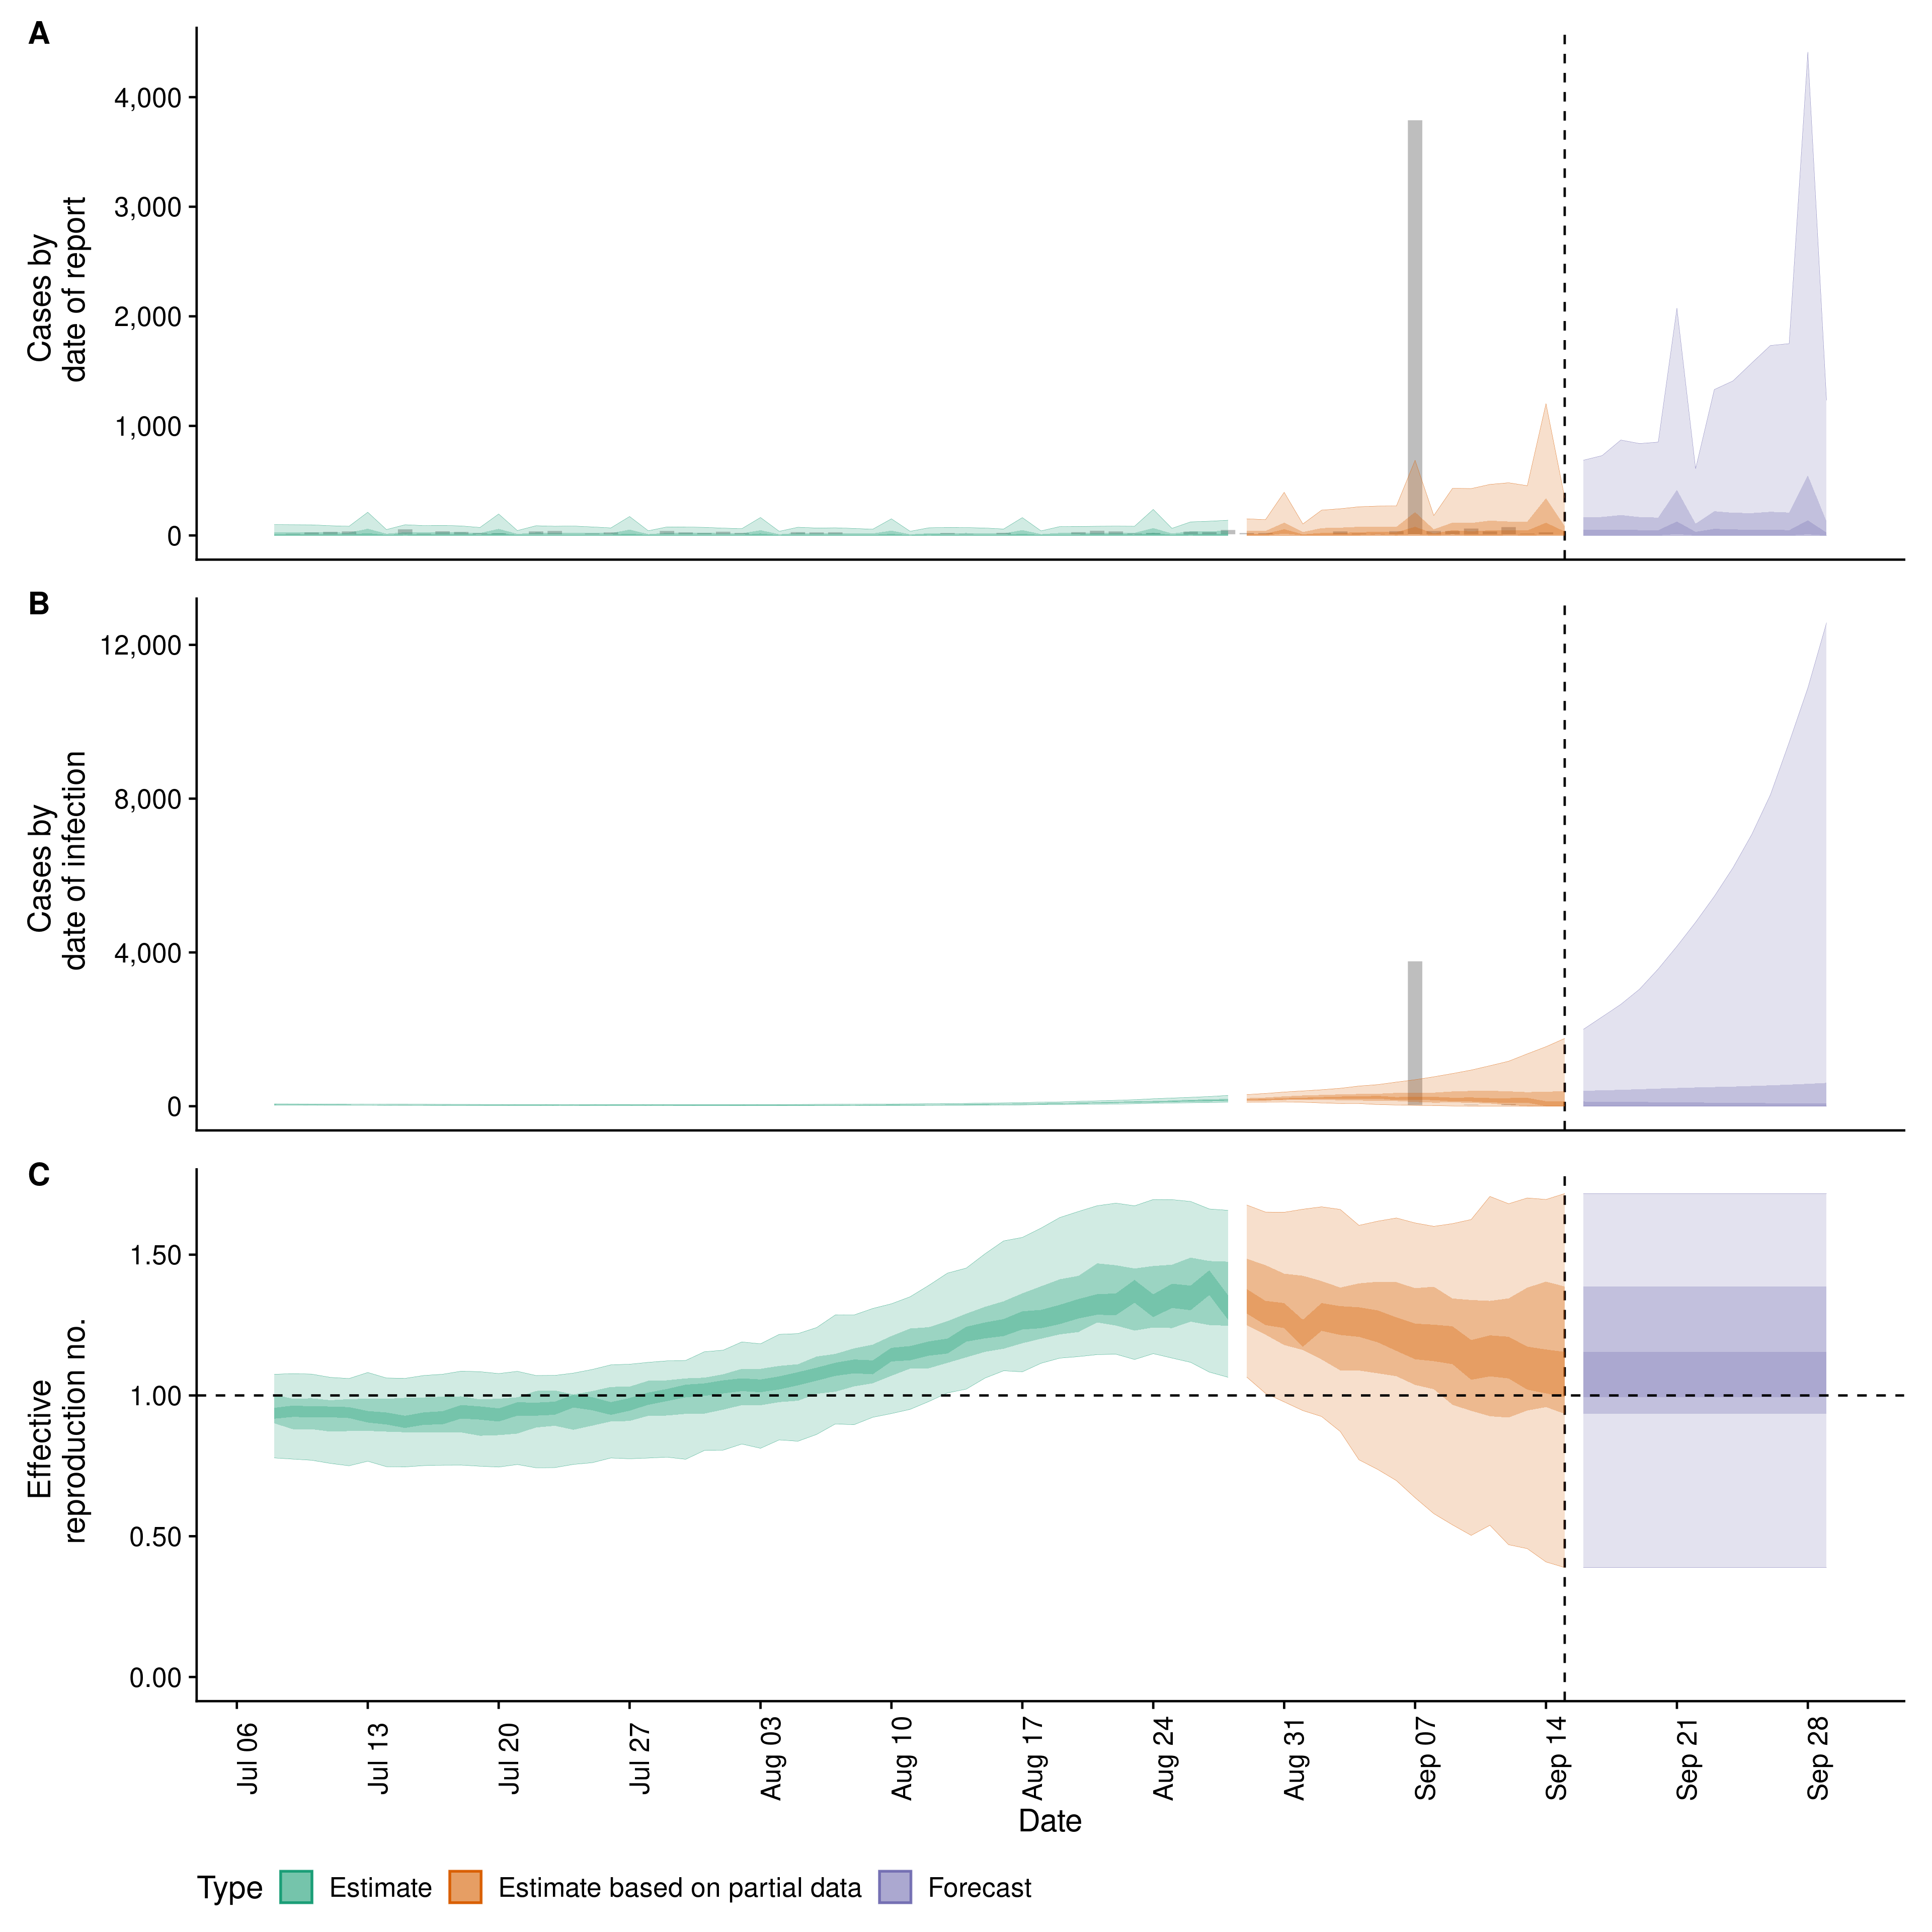 A
Cases by
date of report
4,000
3,000
2,000
1,000
0
B
Cases by
date of infection
12,000
8,000
4,000
0
C
Effective
reproduction no.
1.50
1.00
0.50
0.00
Jul 06
Jul 13
Jul 20
Jul 27
Aug 03
Aug 10
Aug 17
Aug 24
Aug 31
Sep 07
Sep 14
Sep 21
Sep 28
Date
Type Estimate Estimate based on partial data Forecast